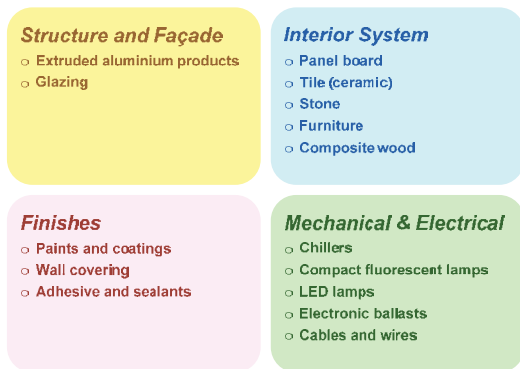 Structure and Façade
❍ Extruded aluminium products
❍ Glazing
Interior System
❍ Panel board
❍ Tile (ceramic)
❍ Stone
❍ Furniture
❍ Composite wood
Finishes
❍ Paints and coatings
❍ Wall covering
❍ Adhesive and sealants
Mechanical & Electrical
❍ Chillers
❍ Compact fluorescent lamps
❍ LED lamps
❍ Electronic ballasts
❍ Cables and wires